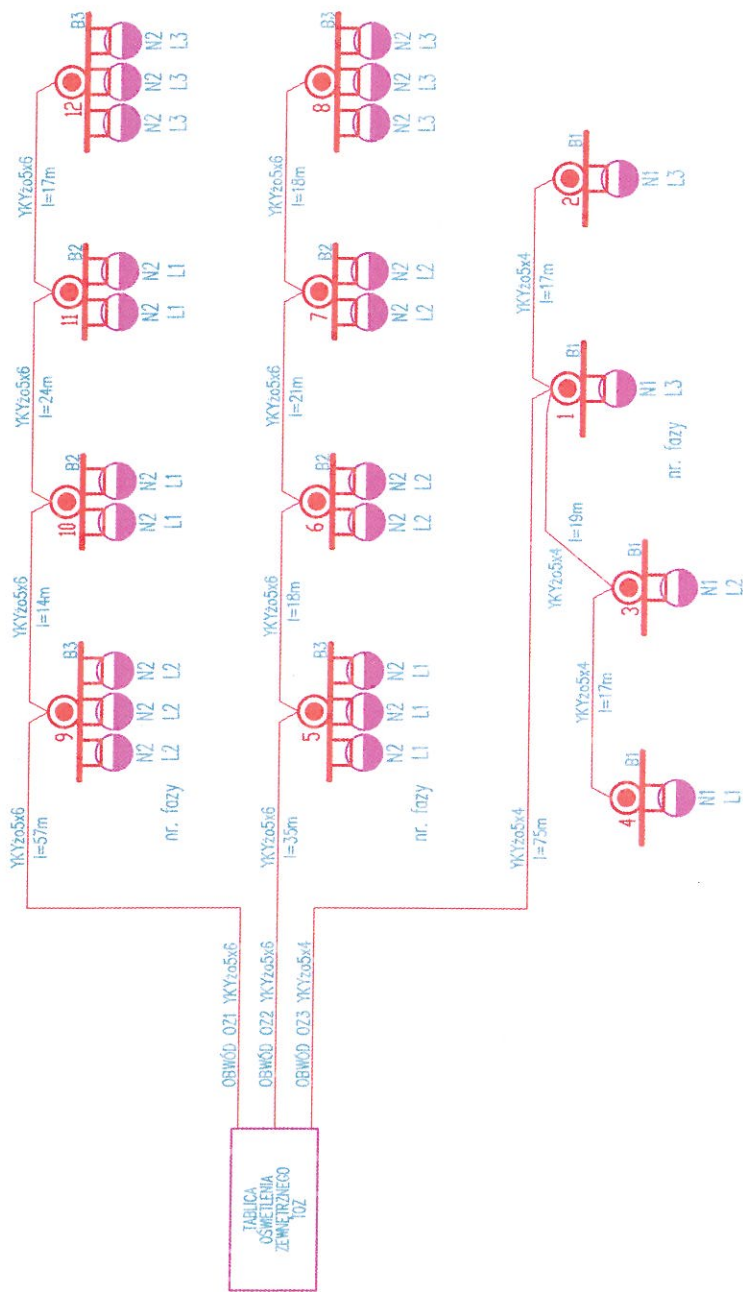 TABLICA
OŚWIETLENIA
ZEWNĘTRZNEGO
TOZ
OBWÓD OZ1 YKYżo5x6
OBWÓD OZ2 YKYżo5x6
OBWÓD OZ3 YKYżo5x4
YKYżo5x6
l=57m
9
B3
N2 N2 N2
L2 L2 L2
nr. fazy
YKYżo5x6
l=14m
10
B2
N2 N2
L1 L1
YKYżo5x6
l=24m
11
B2
N2 N2
L1 L1
YKYżo5x6
l=17m
12
B3
N2 N2 N2
L3 L3 L3
YKYżo5x6
l=35m
5
B3
N2 N2 N2
L1 L1 L1
nr. fazy
YKYżo5x6
l=18m
6
B2
N2 N2
L2 L2
YKYżo5x6
l=21m
7
B2
N2 N2
L2 L2
YKYżo5x6
l=18m
8
B3
N2 N2 N2
L3 L3 L3
YKYżo5x4
l=75m
1
B1
N1
L3
nr. fazy
YKYżo5x4
l=17m
2
B1
N1
L3
YKYżo5x4
l=19m
3
B1
N1
L2
YKYżo5x4
l=17m
4
B1
N1
L1